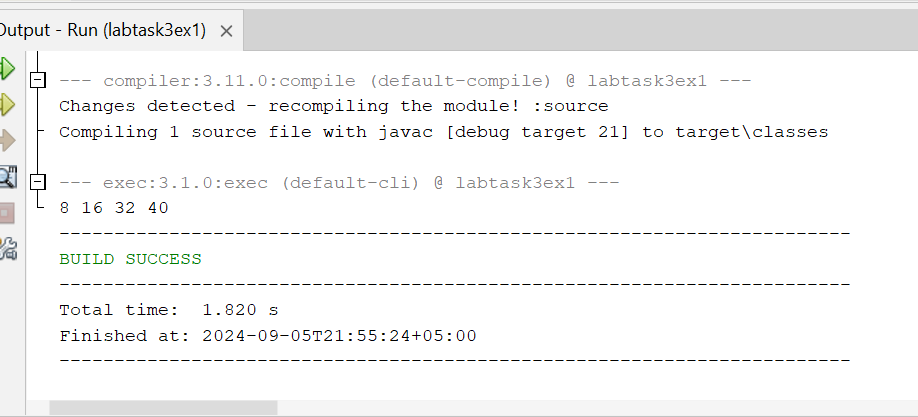 Output - Run (labtask3ex1) ×
--- compiler:3.11.0:compile (default-compile) @ labtask3ex1 ---
Changes detected - recompiling the module! :source
Compiling 1 source file with javac [debug target 21] to target\classes
--- exec:3.1.0:exec (default-cli) @ labtask3ex1 ---
8 16 32 40
------------------------------------------------------------------------
BUILD SUCCESS
------------------------------------------------------------------------
Total time:  1.820 s
Finished at: 2024-09-05T21:55:24+05:00
------------------------------------------------------------------------